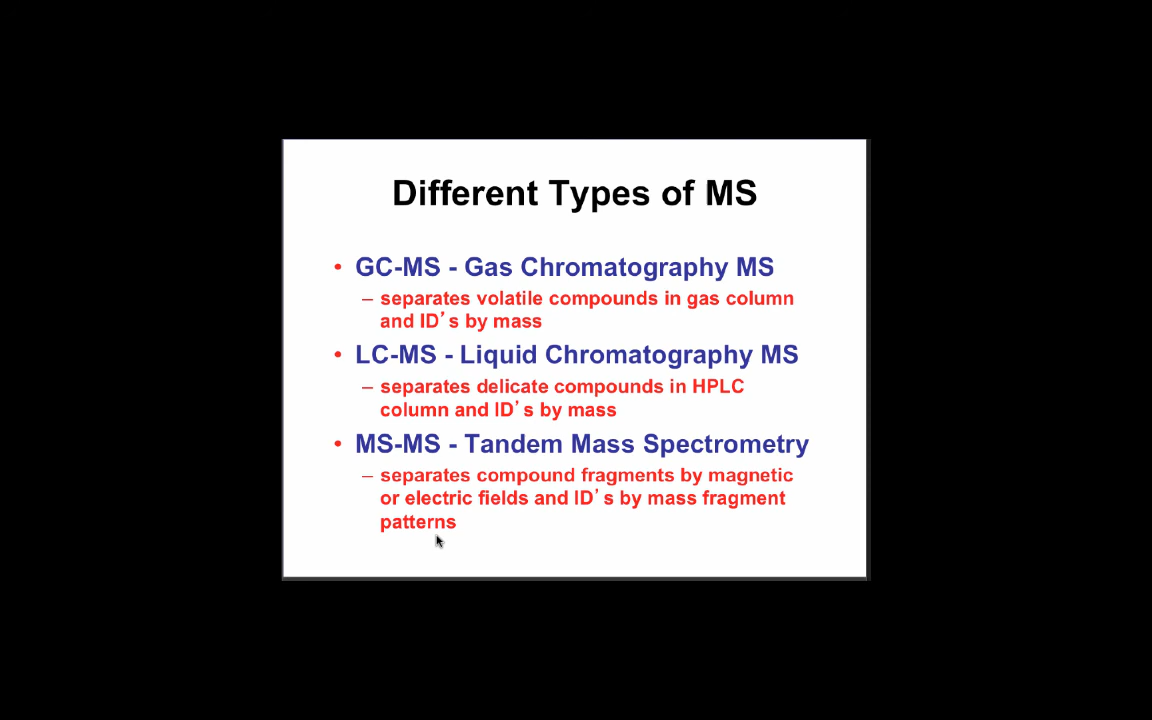 Different Types of MS
• GC-MS - Gas Chromatography MS
– separates volatile compounds in gas column
and ID's by mass
• LC-MS - Liquid Chromatography MS
– separates delicate compounds in HPLC
column and ID's by mass
• MS-MS - Tandem Mass Spectrometry
– separates compound fragments by magnetic
or electric fields and ID's by mass fragment
patterns